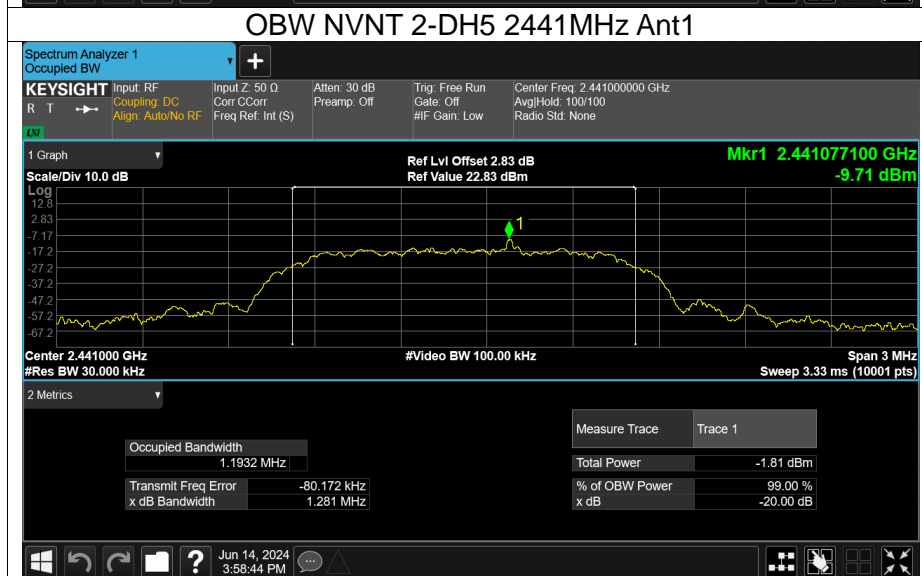 OBW NVNT 2-DH5 2441MHz Ant1
Spectrum Analyzer 1
Occupied BW
+
KEYSIGHT
R T
LXI
Input: RF
Coupling: DC
Align: Auto/No RF
Input Z: 50 Ω
Corr CCorr
Freq Ref: Int (S)
Atten: 30 dB
Preamp: Off
Trig: Free Run
Gate: Off
#IF Gain: Low
Center Freq: 2.441000000 GHz
Avg|Hold: 100/100
Radio Std: None
1 Graph
Scale/Div 10.0 dB
Ref Lvl Offset 2.83 dB
Ref Value 22.83 dBm
Mkr1 2.441077100 GHz
-9.71 dBm
Log
12.8
2.83
-7.17
-17.2
-27.2
-37.2
-47.2
-57.2
-67.2
1
Center 2.441000 GHz
#Res BW 30.000 kHz
#Video BW 100.00 kHz
Span 3 MHz
Sweep 3.33 ms (10001 pts)
2 Metrics
Occupied Bandwidth
1.1932 MHz
Transmit Freq Error -80.172 kHz
x dB Bandwidth 1.281 MHz
Measure Trace Trace 1
Total Power -1.81 dBm
% of OBW Power 99.00 %
x dB -20.00 dB
?
Jun 14, 2024
3:58:44 PM